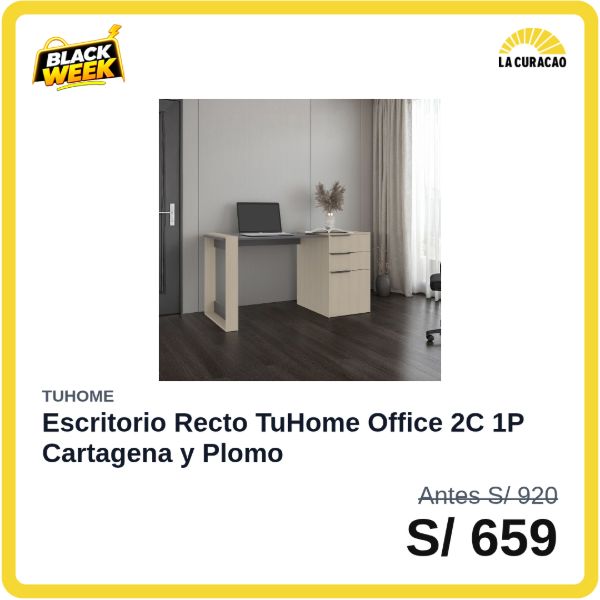 BLACK
WEEK
LA CURACAO
TUHOME
Escritorio Recto TuHome Office 2C 1P
Cartagena y Plomo
Antes S/ 920
S/ 659